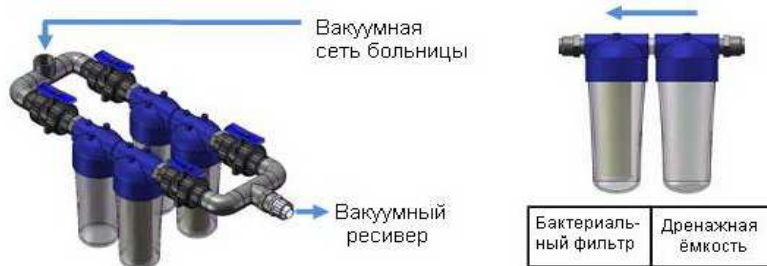 Вакуумная
сеть больницы
Вакуумный
ресивер
Бактериаль-
ный фильтр
Дренажная
ёмкость